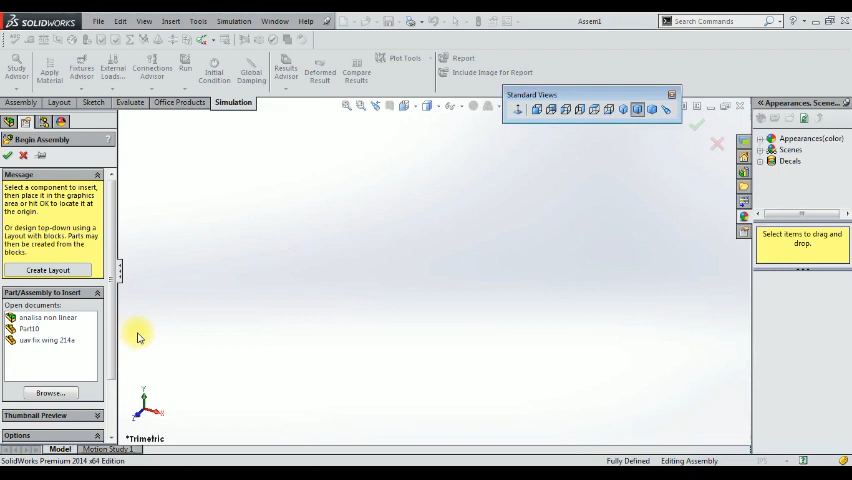 SOLIDWORKS File Edit View Insert Tools Simulation Window Help Assem1 Search Commands
Study Advisor Apply Material Fixtures Advisor External Loads... Connections Advisor Run Initial Condition Global Damping Results Advisor Deformed Result Compare Results Plot Tools Report
Include Image for Report
Standard Views
Assembly Layout Sketch Evaluate Office Products Simulation
Appearances, Scene...
Begin Assembly ?
Message
Select a component to insert,
then place it in the graphics
area or hit OK to locate it at
the origin.
Or design top-down using a
Layout with blocks. Parts may
then be created from the
blocks.
Create Layout
Part/Assembly to Insert
Open documents:
analisa non linear
Part10
uav fix wing 214a
Browse...
Thumbnail Preview
Options
Y
X
Z
*Trimetric
Appearances(color)
Scenes
Decals
Select items to drag and
drop.
Model Motion Study 1
SolidWorks Premium 2014 x64 Edition Fully Defined Editing Assembly IPS